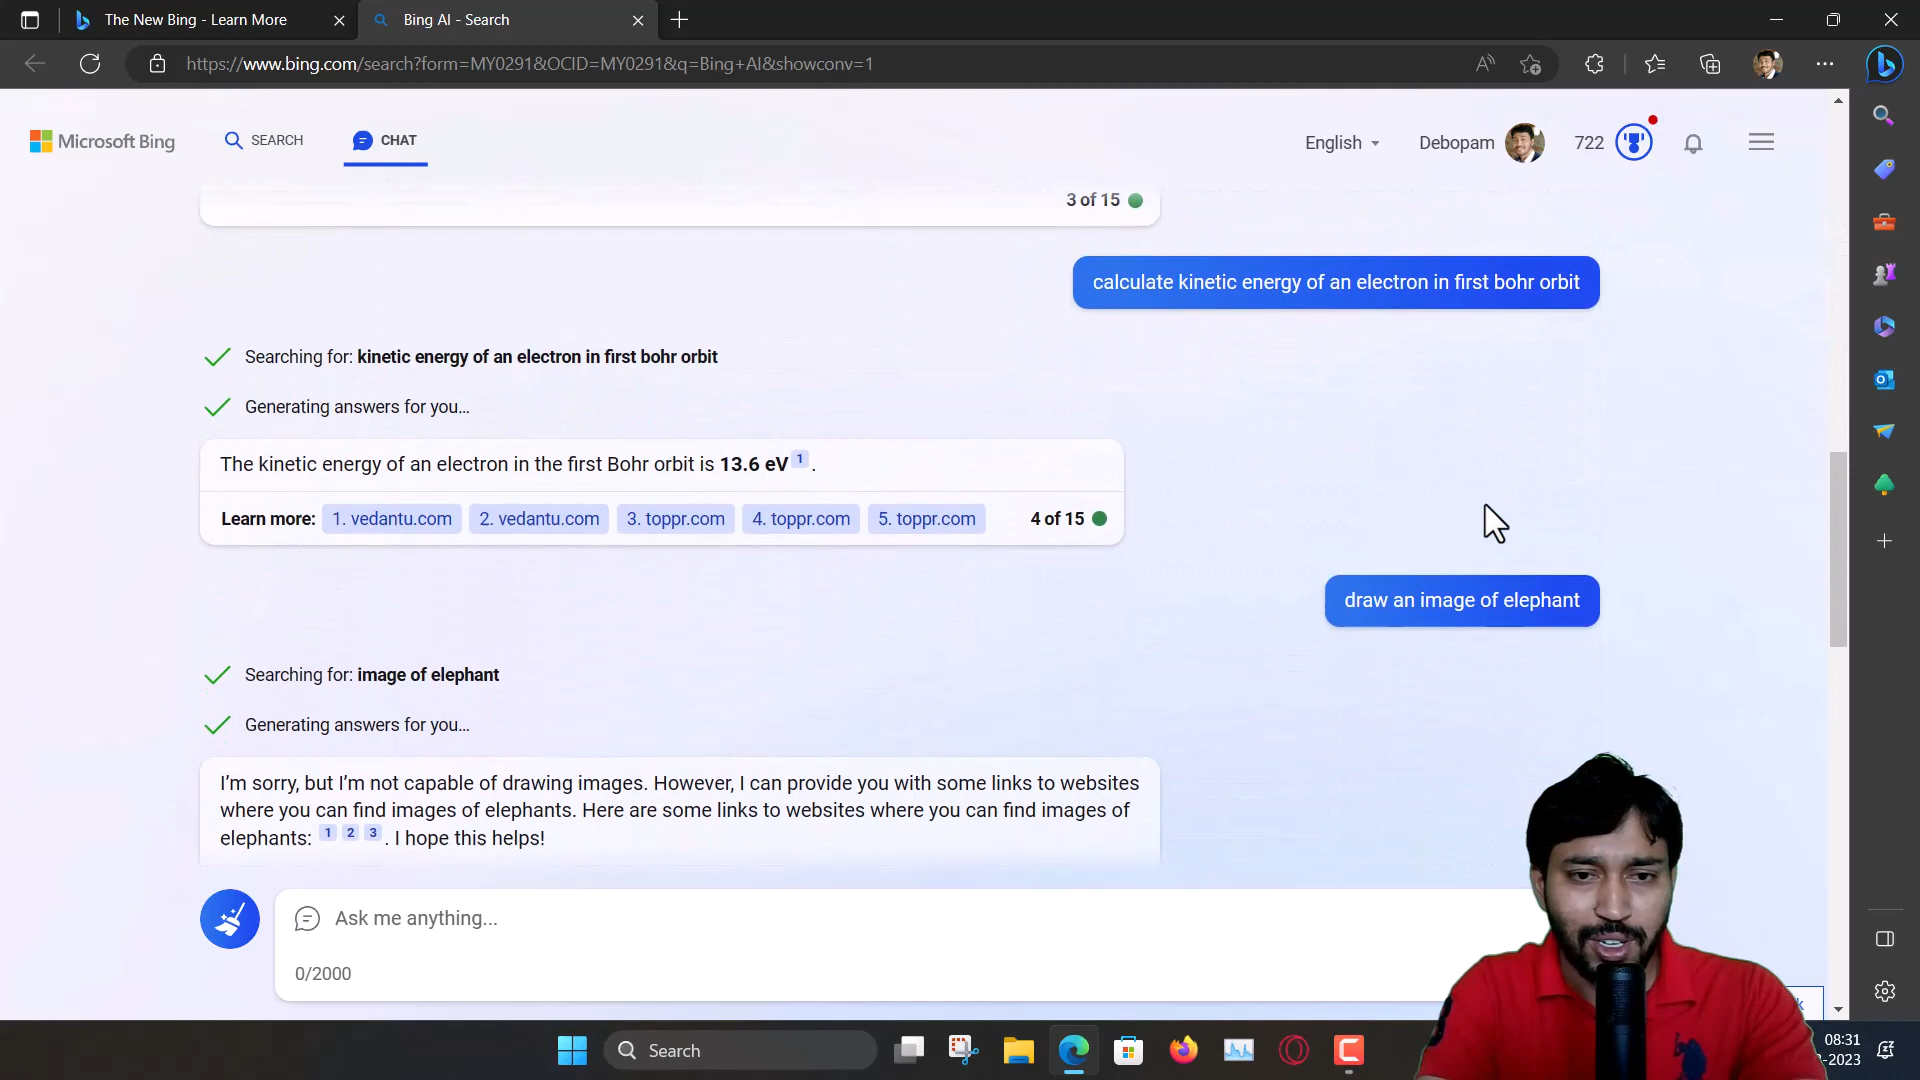 The New Bing - Learn More
Bing AI - Search
https://www.bing.com/search?form=MY0291&OCID=MY0291&q=Bing+AI&showconv=1
Microsoft Bing
SEARCH
CHAT
English
Debopam
722
3 of 15
calculate kinetic energy of an electron in first bohr orbit
Searching for: kinetic energy of an electron in first bohr orbit
Generating answers for you...
The kinetic energy of an electron in the first Bohr orbit is 13.6 eV 1 .
Learn more: 1. vedantu.com 2. vedantu.com 3. toppr.com 4. toppr.com 5. toppr.com 4 of 15
draw an image of elephant
Searching for: image of elephant
Generating answers for you...
I'm sorry, but I'm not capable of drawing images. However, I can provide you with some links to websites
where you can find images of elephants. Here are some links to websites where you can find images of
elephants: 1 2 3 . I hope this helps!
Ask me anything...
0/2000
Search
08:31
-2023